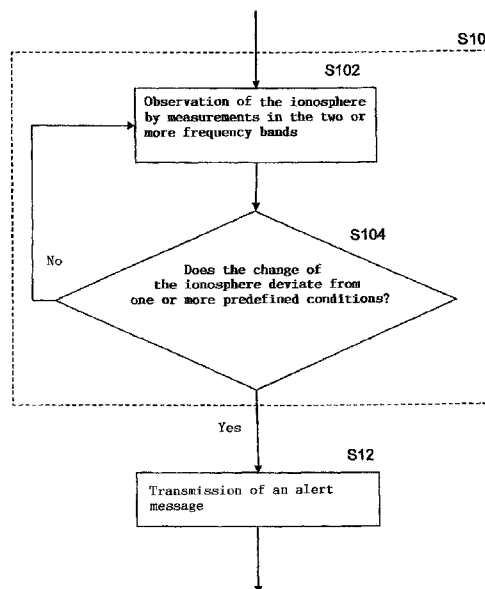 S10
S102
Observation of the ionosphere
by measurements in the two or
more frequency bands
S104
No
Does the change of
the ionosphere deviate from
one or more predefined conditions?
Yes
S12
Transmission of an alert
message